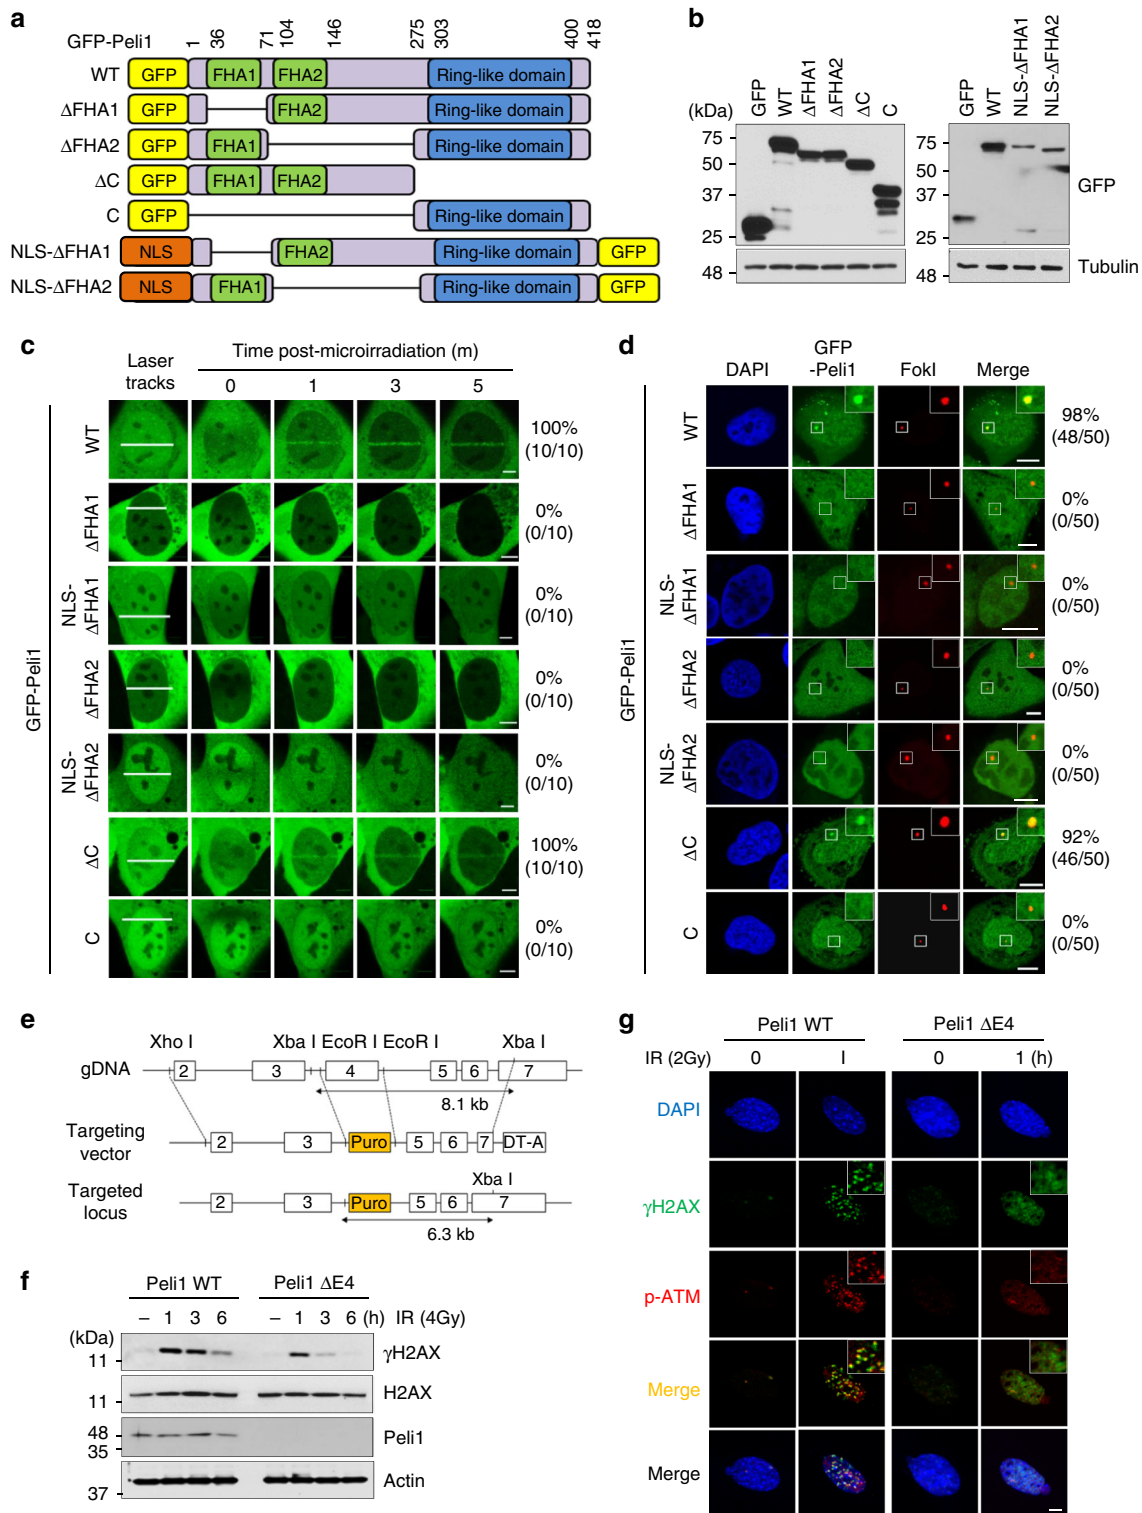 a
GFP-Peli1
1 36 71 104 146 275 303 400 418
WT GFP FHA1 FHA2 Ring-like domain
ΔFHA1 GFP FHA2 Ring-like domain
ΔFHA2 GFP FHA1 Ring-like domain
ΔC GFP FHA1 FHA2
C GFP Ring-like domain
NLS-ΔFHA1 NLS FHA2 Ring-like domain GFP
NLS-ΔFHA2 NLS FHA1 Ring-like domain GFP
b
(kDa) GFP WT ΔFHA1 ΔFHA2 ΔC C
75
50
37
25
48
GFP WT NLS-ΔFHA1 NLS-ΔFHA2
75
50
37
25
48
GFP
Tubulin
c
Laser tracks
Time post-microirradiation (m)
0 1 3 5
GFP-Peli1
WT 100% (10/10)
ΔFHA1 0% (0/10)
NLS-ΔFHA1 0% (0/10)
ΔFHA2 0% (0/10)
NLS-ΔFHA2 0% (0/10)
ΔC 100% (10/10)
C 0% (0/10)
d
DAPI GFP-Peli1 FokI Merge
GFP-Peli1
WT 98% (48/50)
ΔFHA1 0% (0/50)
NLS-ΔFHA1 0% (0/50)
ΔFHA2 0% (0/50)
NLS-ΔFHA2 0% (0/50)
ΔC 92% (46/50)
C 0% (0/50)
e
Xho I Xba I EcoR I EcoR I Xba I
gDNA 2 3 4 5 6 7
8.1 kb
Targeting vector 2 3 Puro 5 6 7 DT-A
Xba I
Targeted locus 2 3 Puro 5 6 7
6.3 kb
f
Peli1 WT Peli1 ΔE4
– 1 3 6 – 1 3 6 (h) IR (4Gy)
(kDa)
11 γH2AX
11 H2AX
48 Peli1
35
Actin
37
g
Peli1 WT Peli1 ΔE4
IR (2Gy) 0 I 0 1 (h)
DAPI
γH2AX
p-ATM
Merge
Merge